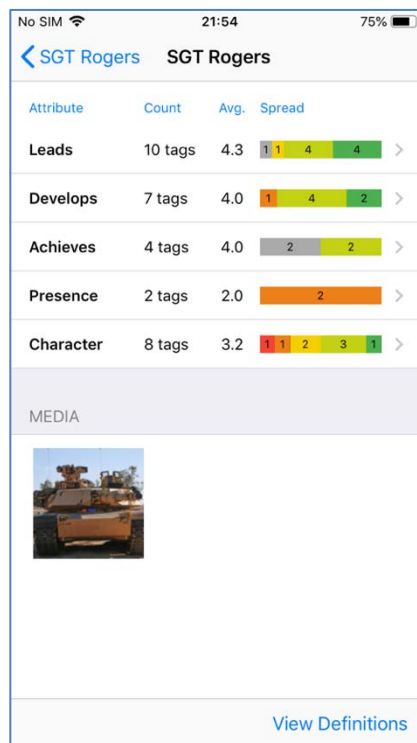 No SIM 21:54 75%
SGT Rogers SGT Rogers
Attribute Count Avg. Spread
Leads 10 tags 4.3 1 1 4 4
Develops 7 tags 4.0 1 4 2
Achieves 4 tags 4.0 2 2
Presence 2 tags 2.0 2
Character 8 tags 3.2 1 1 2 3 1
MEDIA
View Definitions